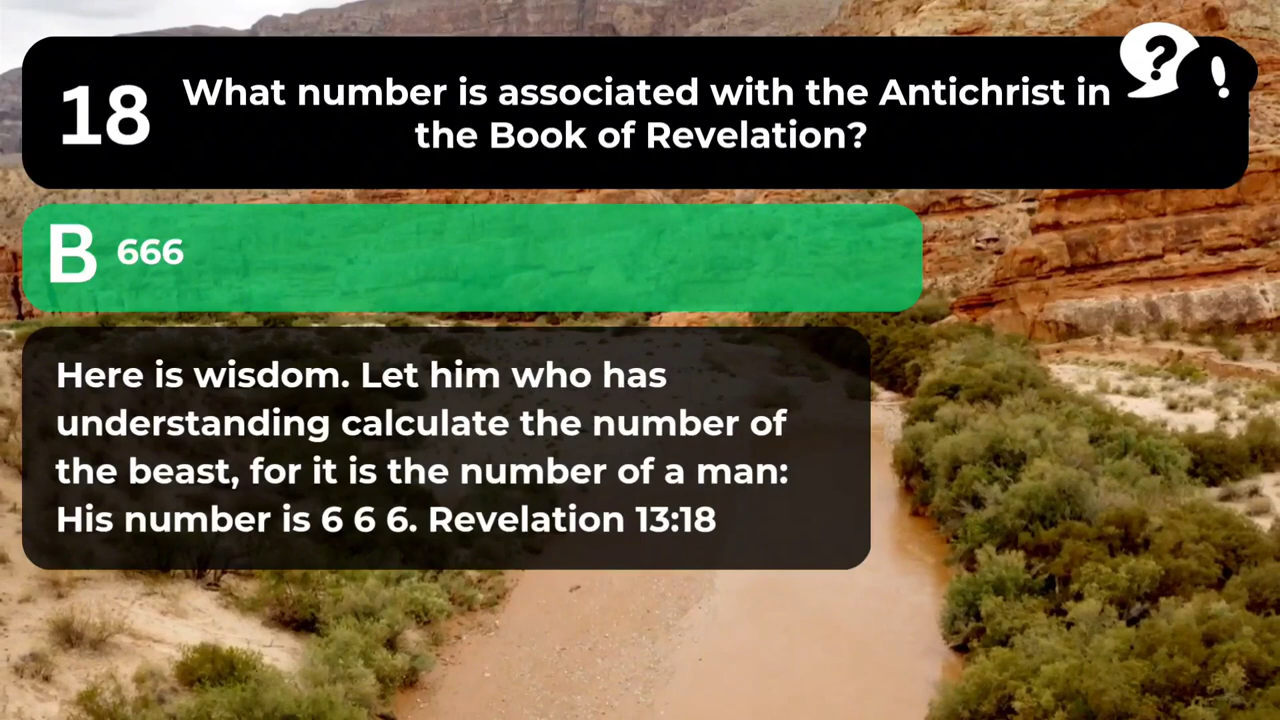 18
What number is associated with the Antichrist in
the Book of Revelation?
?
!
B 666
Here is wisdom. Let him who has
understanding calculate the number of
the beast, for it is the number of a man:
His number is 6 6 6. Revelation 13:18